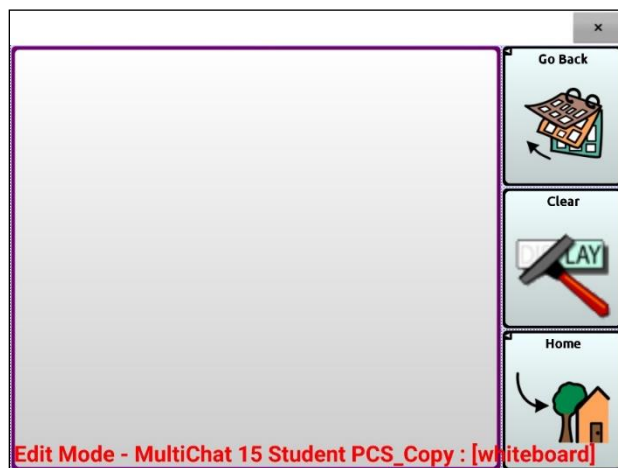 ×
Go Back
Clear
DISPLAY
Home
Edit Mode - MultiChat 15 Student PCS_Copy : [whiteboard]